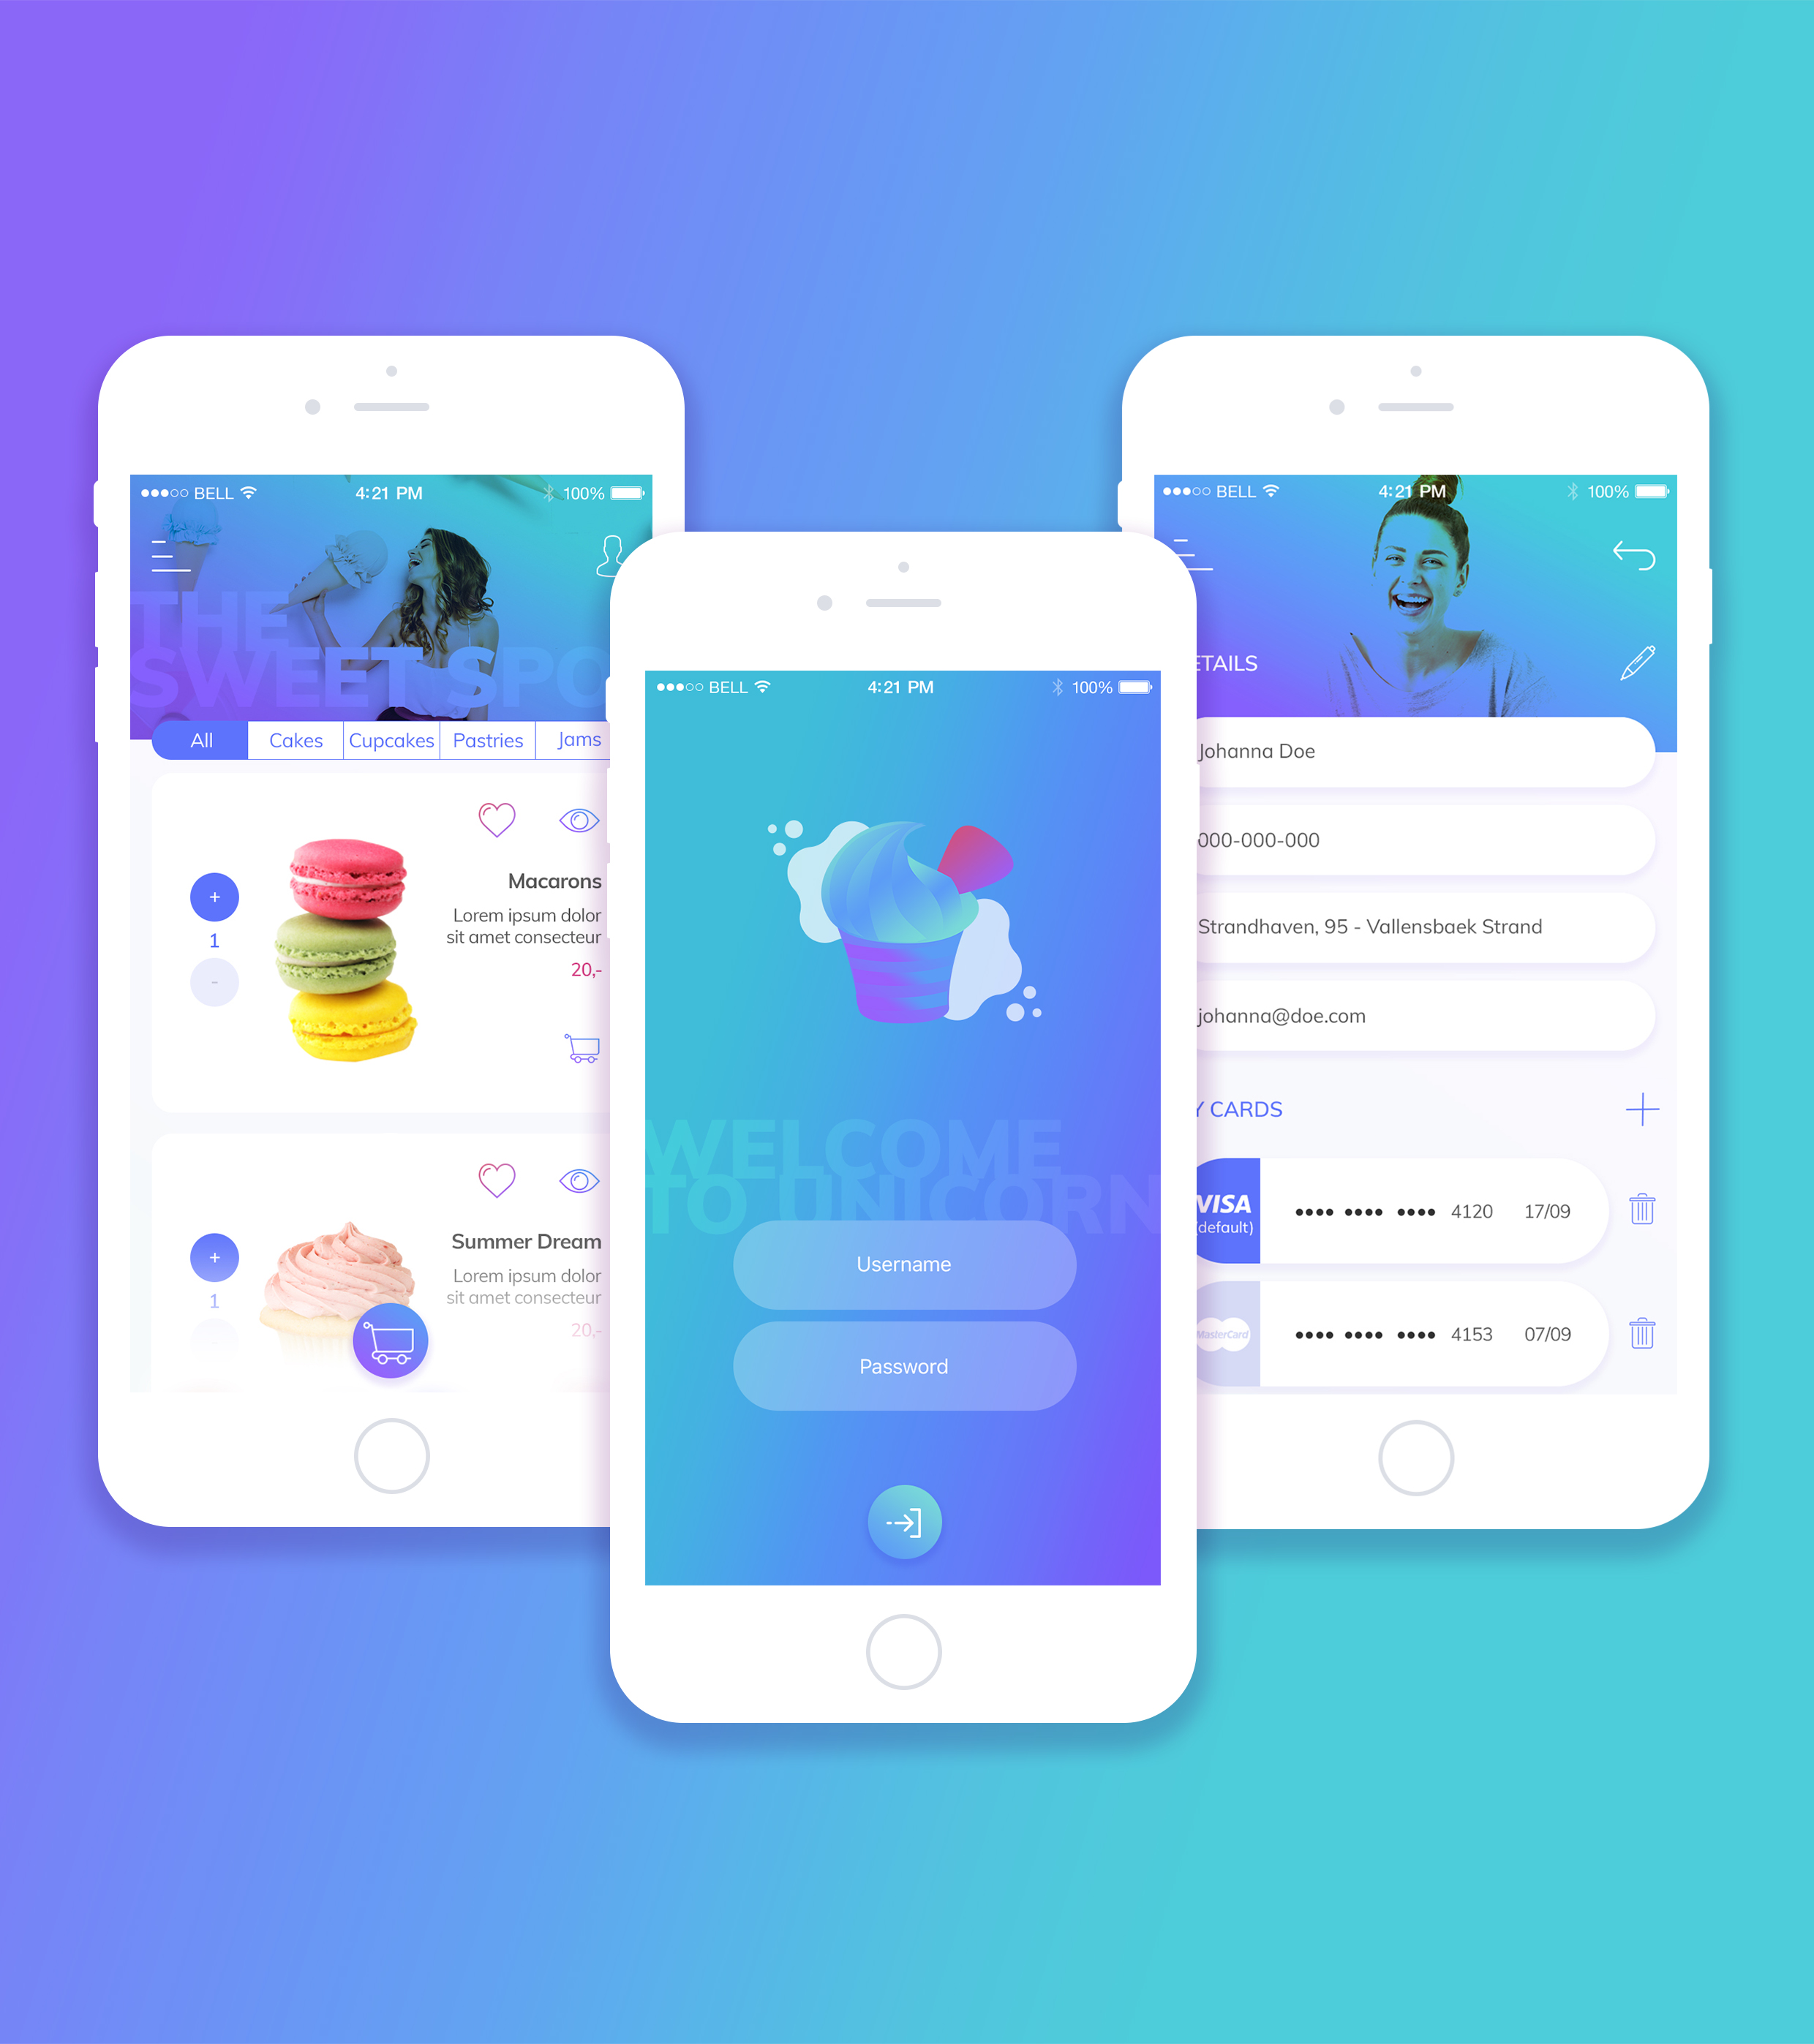 BELL 4:21 PM 100%
THE
SWEET SPO
All Cakes Cupcakes Pastries Jams
Macarons
Lorem ipsum dolor
sit amet consecteur
20,-
+
1
-
Summer Dream
Lorem ipsum dolor
sit amet consecteur
20,-
+
1
-
BELL 4:21 PM 100%
WELCOME
TO UNICORN
Username
Password
BELL 4:21 PM 100%
ETAILS
Johanna Doe
000-000-000
Strandhaven, 95 - Vallensbaek Strand
johanna@doe.com
Y CARDS
VISA
(default)
•••• •••• •••• 4120 17/09
MasterCard
•••• •••• •••• 4153 07/09